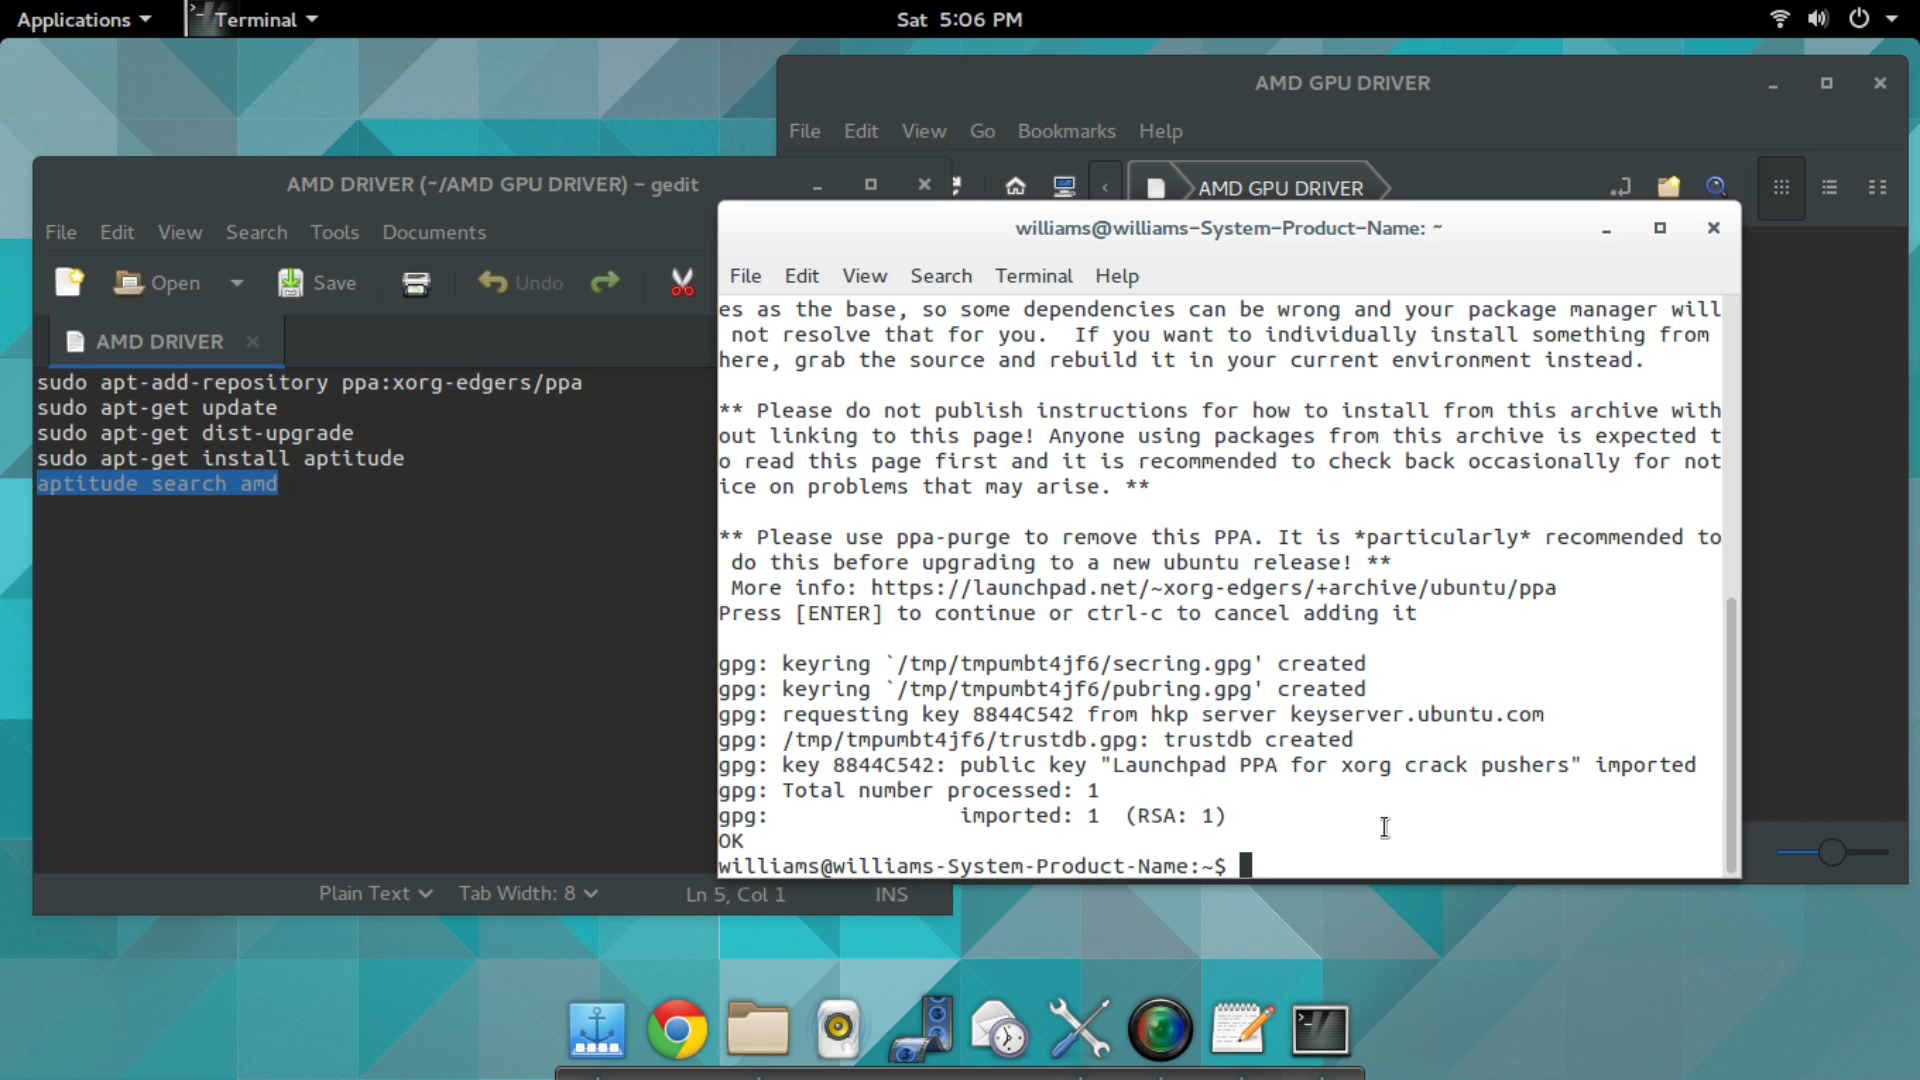 Applications
Terminal
Sat 5:06 PM
AMD GPU DRIVER
File Edit View Go Bookmarks Help
AMD GPU DRIVER
AMD DRIVER (~/AMD GPU DRIVER) - gedit
File Edit View Search Tools Documents
Open Save Undo
AMD DRIVER
sudo apt-add-repository ppa:xorg-edgers/ppa
sudo apt-get update
sudo apt-get dist-upgrade
sudo apt-get install aptitude
aptitude search amd
Plain Text Tab Width: 8 Ln 5, Col 1 INS
williams@williams-System-Product-Name: ~
File Edit View Search Terminal Help
es as the base, so some dependencies can be wrong and your package manager will
not resolve that for you.  If you want to individually install something from
here, grab the source and rebuild it in your current environment instead.
** Please do not publish instructions for how to install from this archive with
out linking to this page! Anyone using packages from this archive is expected t
o read this page first and it is recommended to check back occasionally for not
ice on problems that may arise. **
** Please use ppa-purge to remove this PPA. It is *particularly* recommended to
do this before upgrading to a new ubuntu release! **
More info: https://launchpad.net/~xorg-edgers/+archive/ubuntu/ppa
Press [ENTER] to continue or ctrl-c to cancel adding it
gpg: keyring `/tmp/tmpumbt4jf6/secring.gpg' created
gpg: keyring `/tmp/tmpumbt4jf6/pubring.gpg' created
gpg: requesting key 8844C542 from hkp server keyserver.ubuntu.com
gpg: /tmp/tmpumbt4jf6/trustdb.gpg: trustdb created
gpg: key 8844C542: public key "Launchpad PPA for xorg crack pushers" imported
gpg: Total number processed: 1
gpg:               imported: 1  (RSA: 1)
OK
williams@williams-System-Product-Name:~$